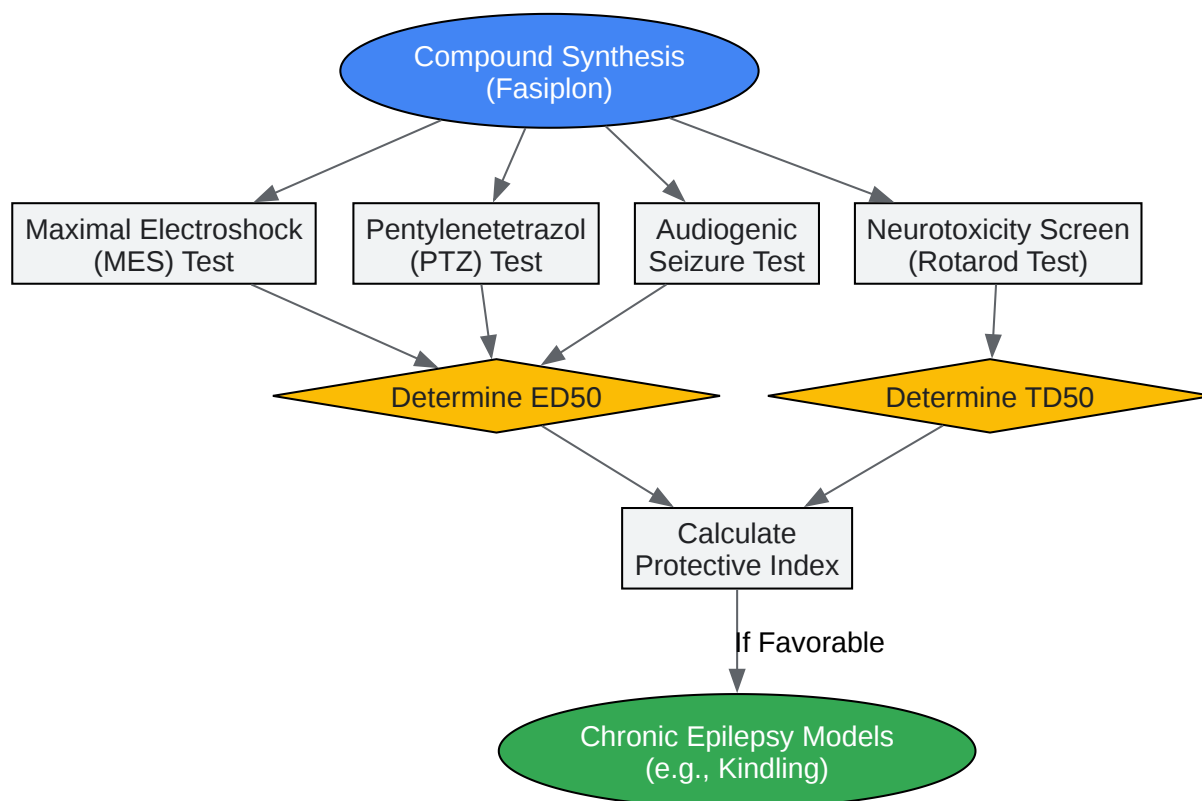 Compound Synthesis
(Fasiplon)
Maximal Electroshock
(MES) Test
Pentylenetetrazol
(PTZ) Test
Audiogenic
Seizure Test
Neurotoxicity Screen
(Rotarod Test)
Determine ED50
Determine TD50
Calculate
Protective Index
If Favorable
Chronic Epilepsy Models
(e.g., Kindling)